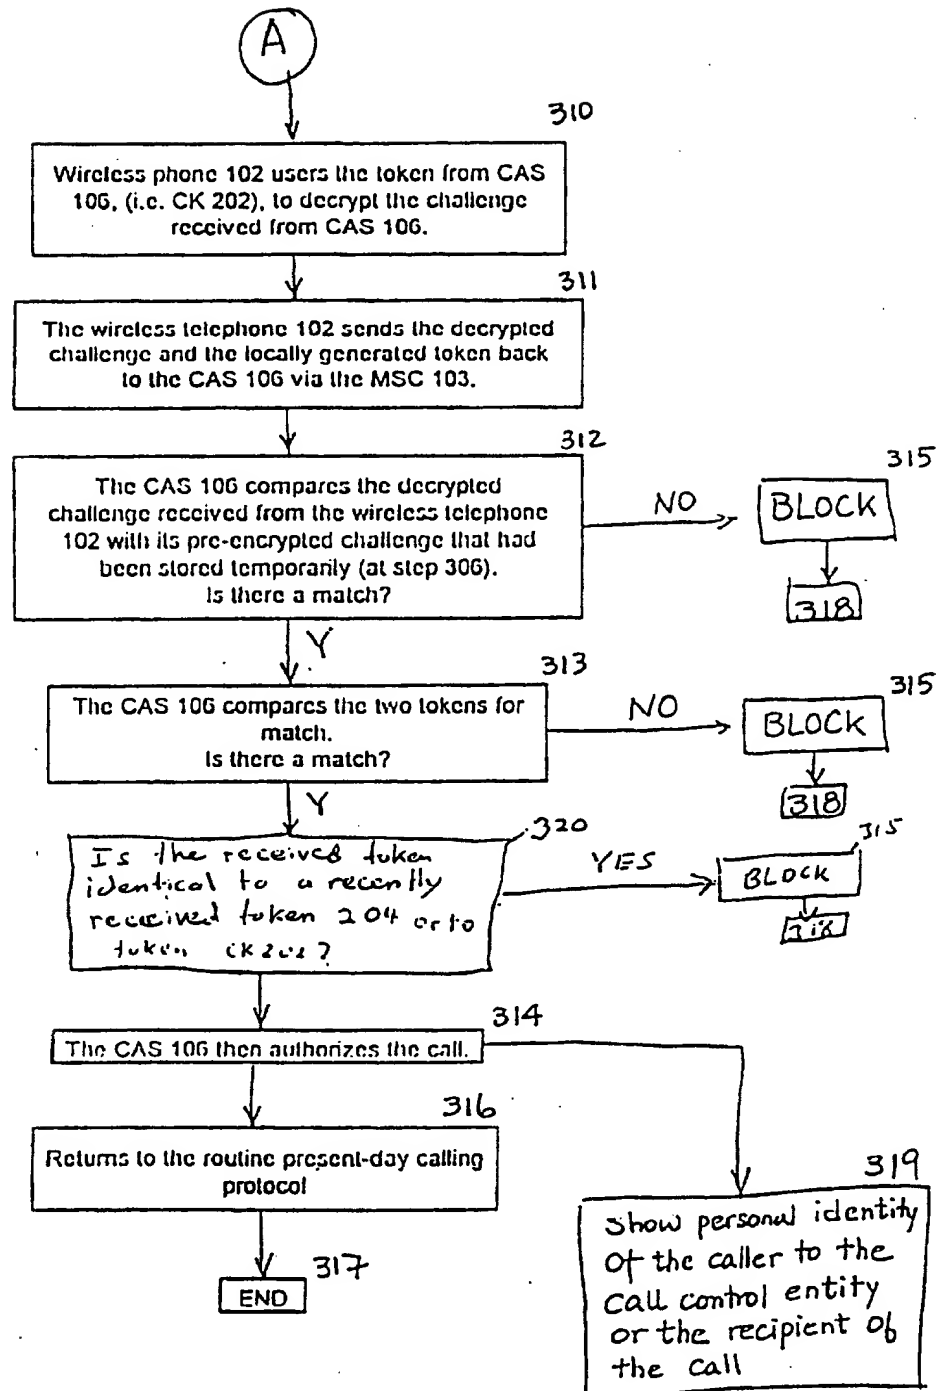 A
310
Wireless phone 102 users the token from CAS
106, (i.e. CK 202), to decrypt the challenge
received from CAS 106.
311
The wireless telephone 102 sends the decrypted
challenge and the locally generated token back
to the CAS 106 via the MSC 103.
312
The CAS 106 compares the decrypted
challenge received from the wireless telephone
102 with its pre-encrypted challenge that had
been stored temporarily (at step 306).
Is there a match?
NO
315
BLOCK
318
Y
313
The CAS 106 compares the two tokens for
match.
Is there a match?
NO
315
BLOCK
318
Y
320
Is the received token
identical to a recently
received token 204 or to
token CK 202?
YES
315
BLOCK
318
314
The CAS 106 then authorizes the call.
316
Returns to the routine present-day calling
protocol
317
END
319
Show personal identity
Of the caller to the
Call control entity
or the recipient of
the call